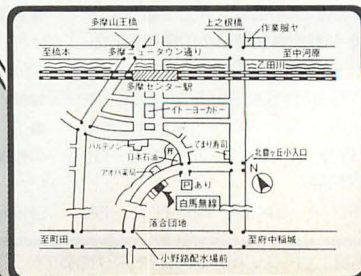 多摩山王橋
上之根橋
作業服ヤ
至橋本
多摩ニュータウン通り
至中河原
乙田川
多摩センター駅
イトーヨーカドー
パルテノン
日本石油
てまり寿司
北豊ヶ丘小入口
アオバ薬局
Pあり
N
白馬無線
落合団地
至町田
至府中稲城
小野路配水場前